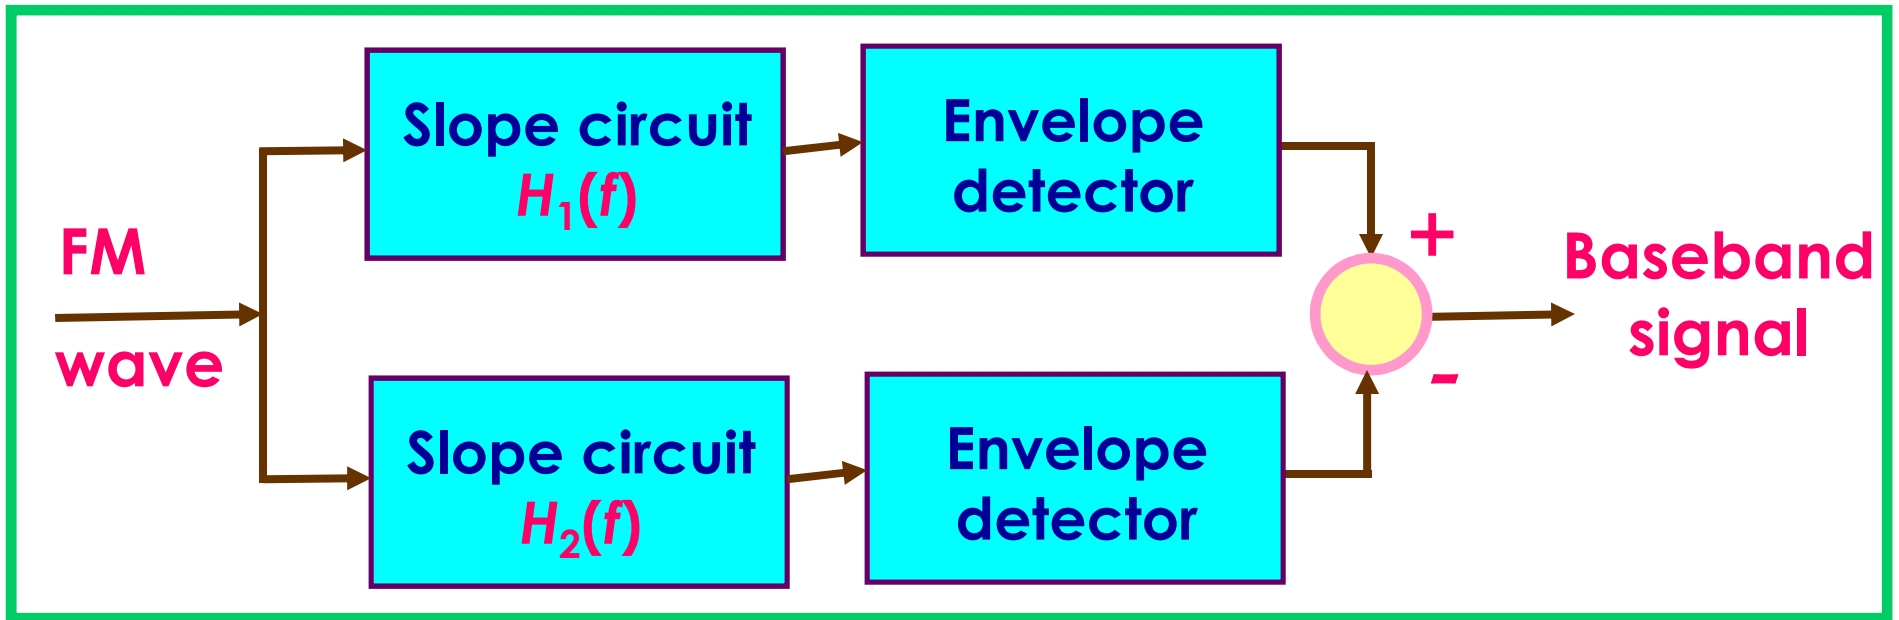 Slope circuit
H₁(f)
Envelope
detector
FM
wave
+
-
Baseband
signal
Slope circuit
H₂(f)
Envelope
detector